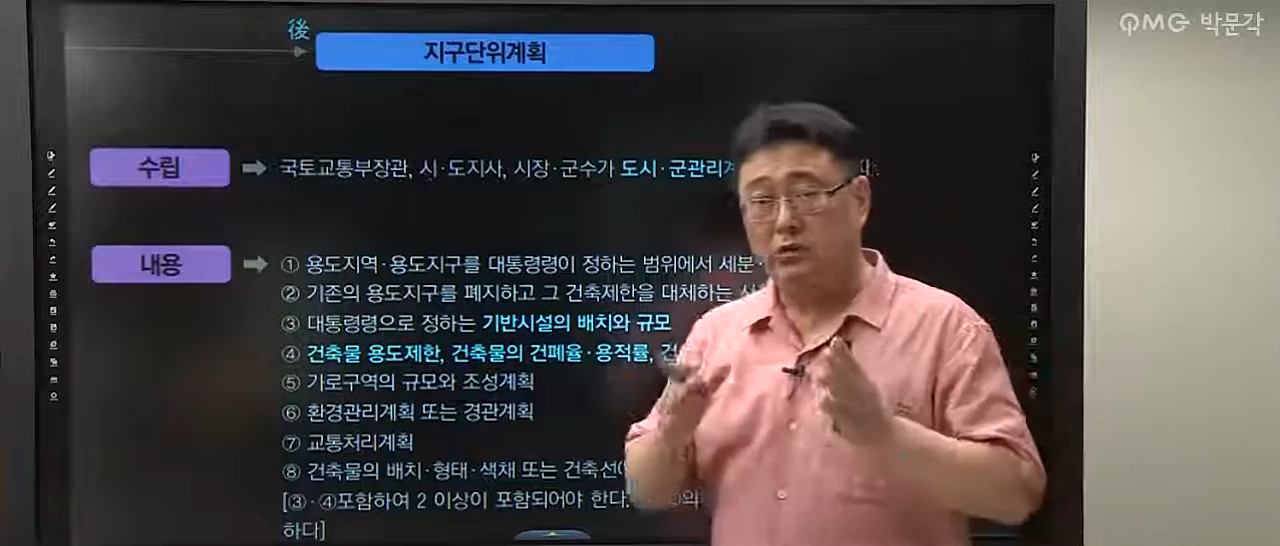 QMG 박문각
後
지구단위계획
수립
국토교통부장관, 시·도지사, 시장·군수가 도시·군관리계
내용
① 용도지역·용도지구를 대통령령이 정하는 범위에서 세분·
② 기존의 용도지구를 폐지하고 그 건축제한을 대체하는
③ 대통령령으로 정하는 기반시설의 배치와 규모
④ 건축물 용도제한, 건축물의 건폐율·용적률,
⑤ 가로구역의 규모와 조성계획
⑥ 환경관리계획 또는 경관계획
⑦ 교통처리계획
⑧ 건축물의 배치·형태·색채 또는 건축선에
[③·④포함하여 2 이상이 포함되어야 한다.
하다]